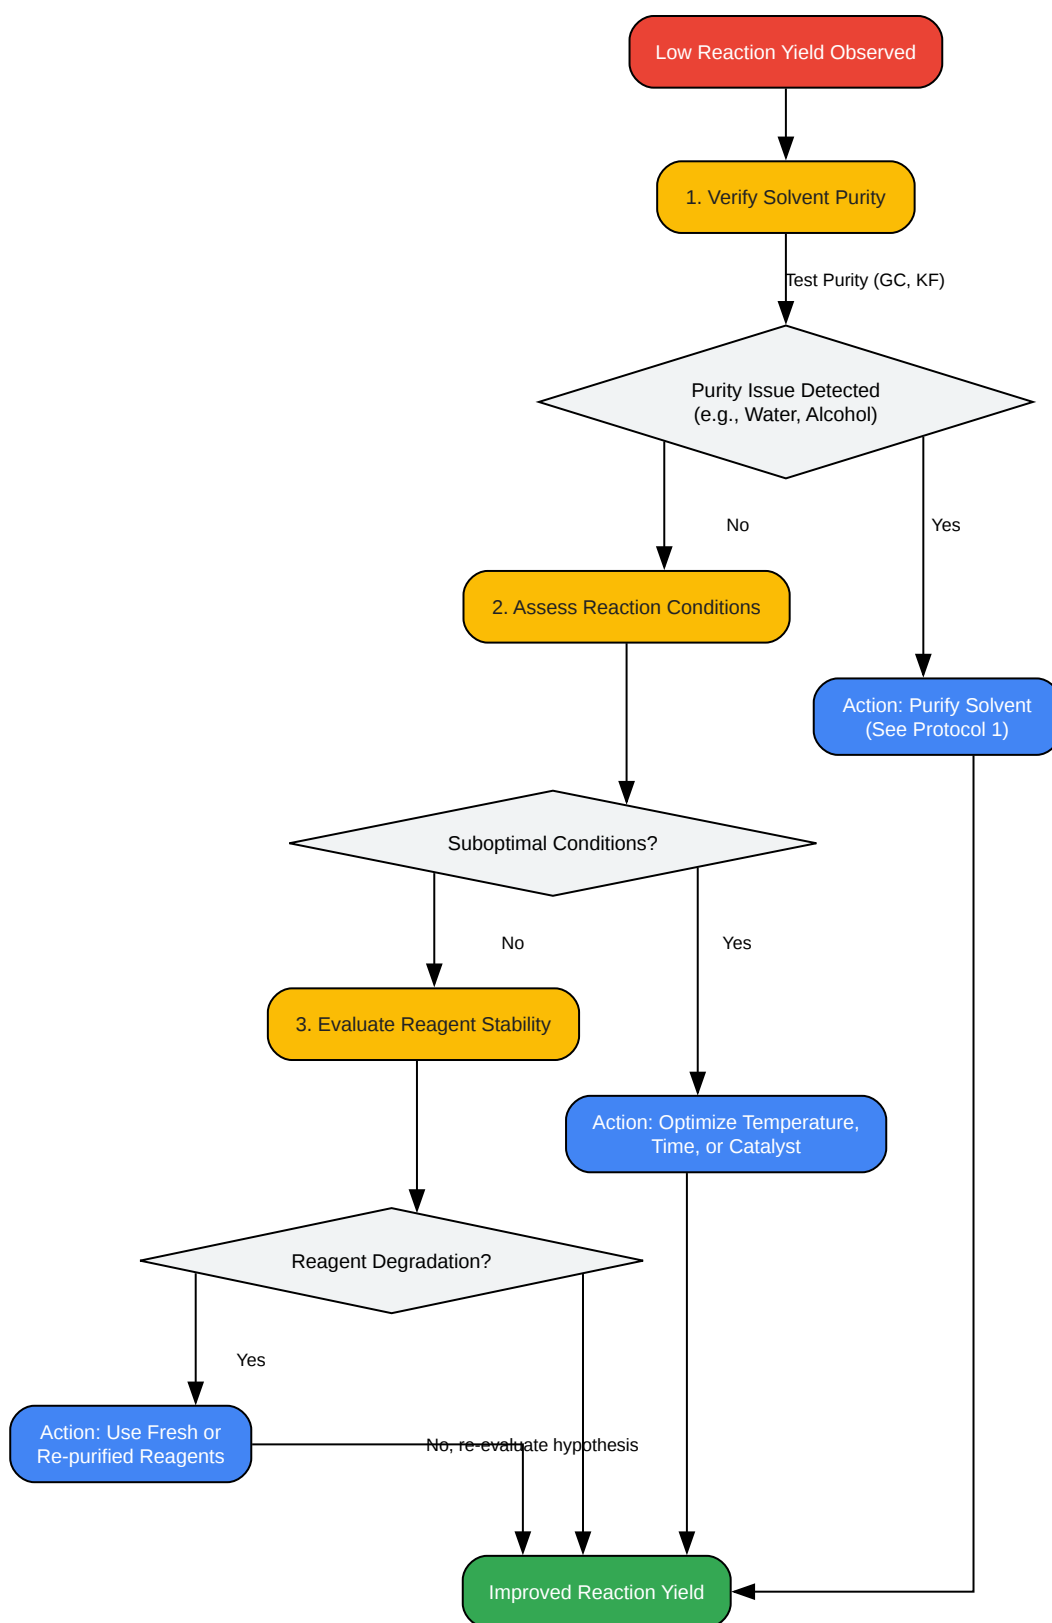 Low Reaction Yield Observed
1. Verify Solvent Purity
Test Purity (GC, KF)
Purity Issue Detected
(e.g., Water, Alcohol)
No
Yes
2. Assess Reaction Conditions
Action: Purify Solvent
(See Protocol 1)
Suboptimal Conditions?
No
Yes
3. Evaluate Reagent Stability
Action: Optimize Temperature,
Time, or Catalyst
Reagent Degradation?
Yes
Action: Use Fresh or
Re-purified Reagents
No, re-evaluate hypothesis
Improved Reaction Yield